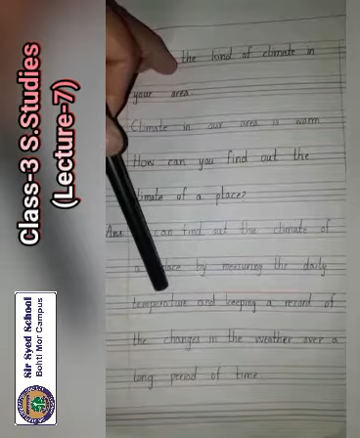 Class-3 S.Studies
(Lecture-7)
Sir Syed School
Bohti Mor Campus
the kind of climate in
your area.
Climate in our area is warm
How can you find out the
climate of a place?
Ans: can find out the climate of
a place by measuring the daily
temperature and keeping a record of
the changes in the weather over a
long period of time